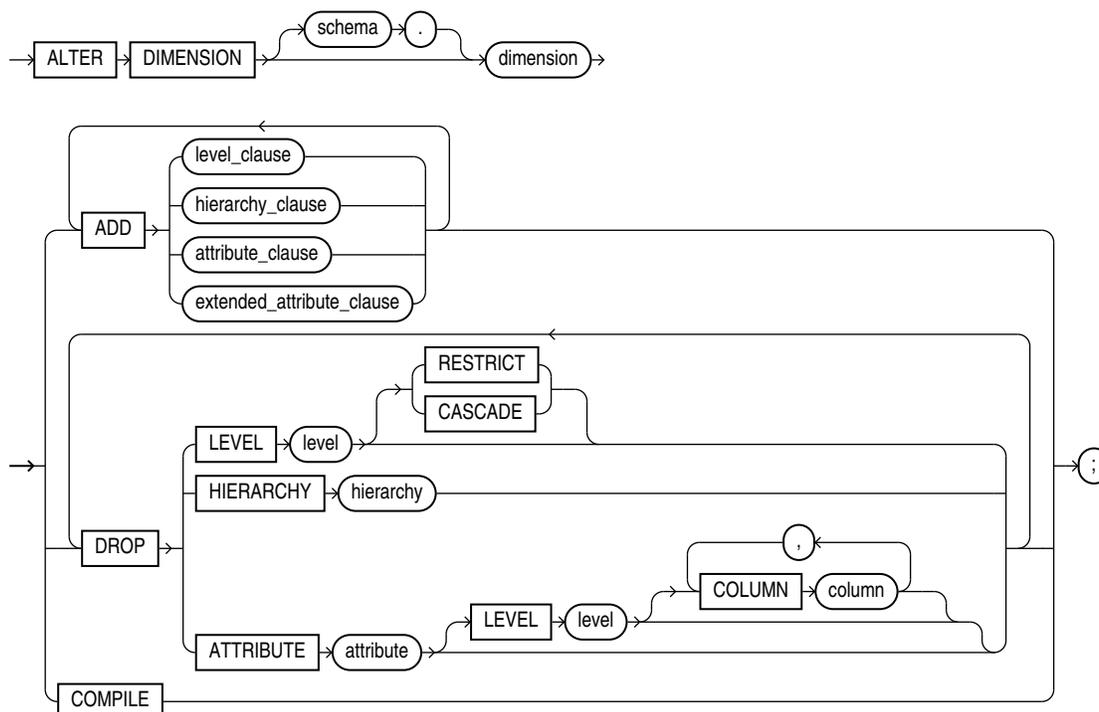 schema .
ALTER DIMENSION dimension
level_clause
hierarchy_clause
ADD
attribute_clause
extended_attribute_clause
RESTRICT
CASCADE
LEVEL level
;
HIERARCHY hierarchy
DROP
,
COLUMN column
LEVEL level
ATTRIBUTE attribute
COMPILE